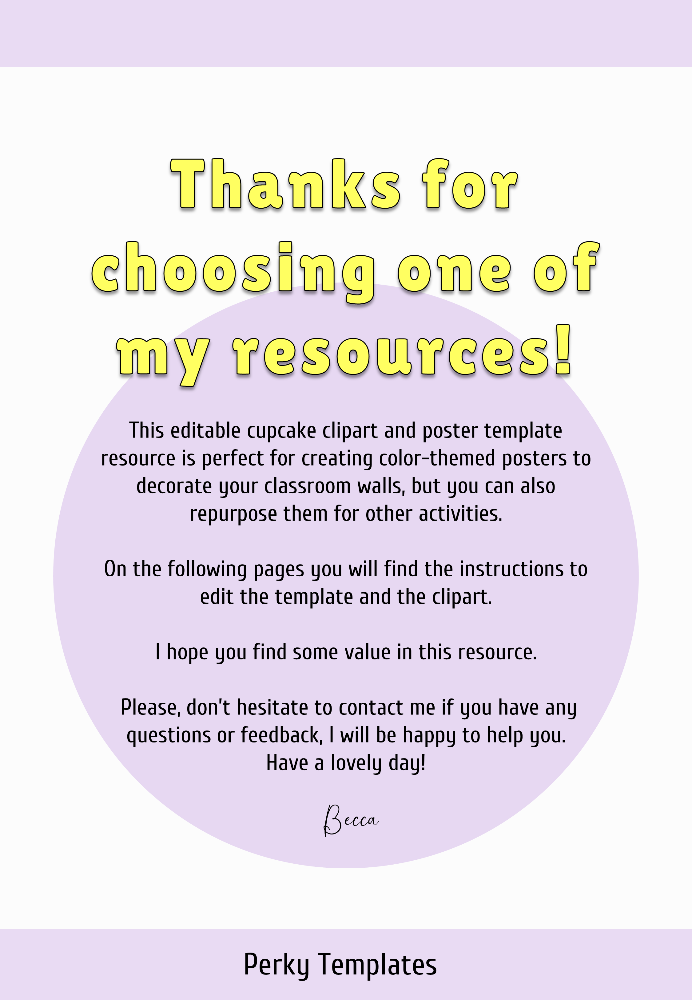 Thanks for
choosing one of
my resources!
This editable cupcake clipart and poster template
resource is perfect for creating color-themed posters to
decorate your classroom walls, but you can also
repurpose them for other activities.
On the following pages you will find the instructions to
edit the template and the clipart.
I hope you find some value in this resource.
Please, don't hesitate to contact me if you have any
questions or feedback, I will be happy to help you.
Have a lovely day!
Becca
Perky Templates